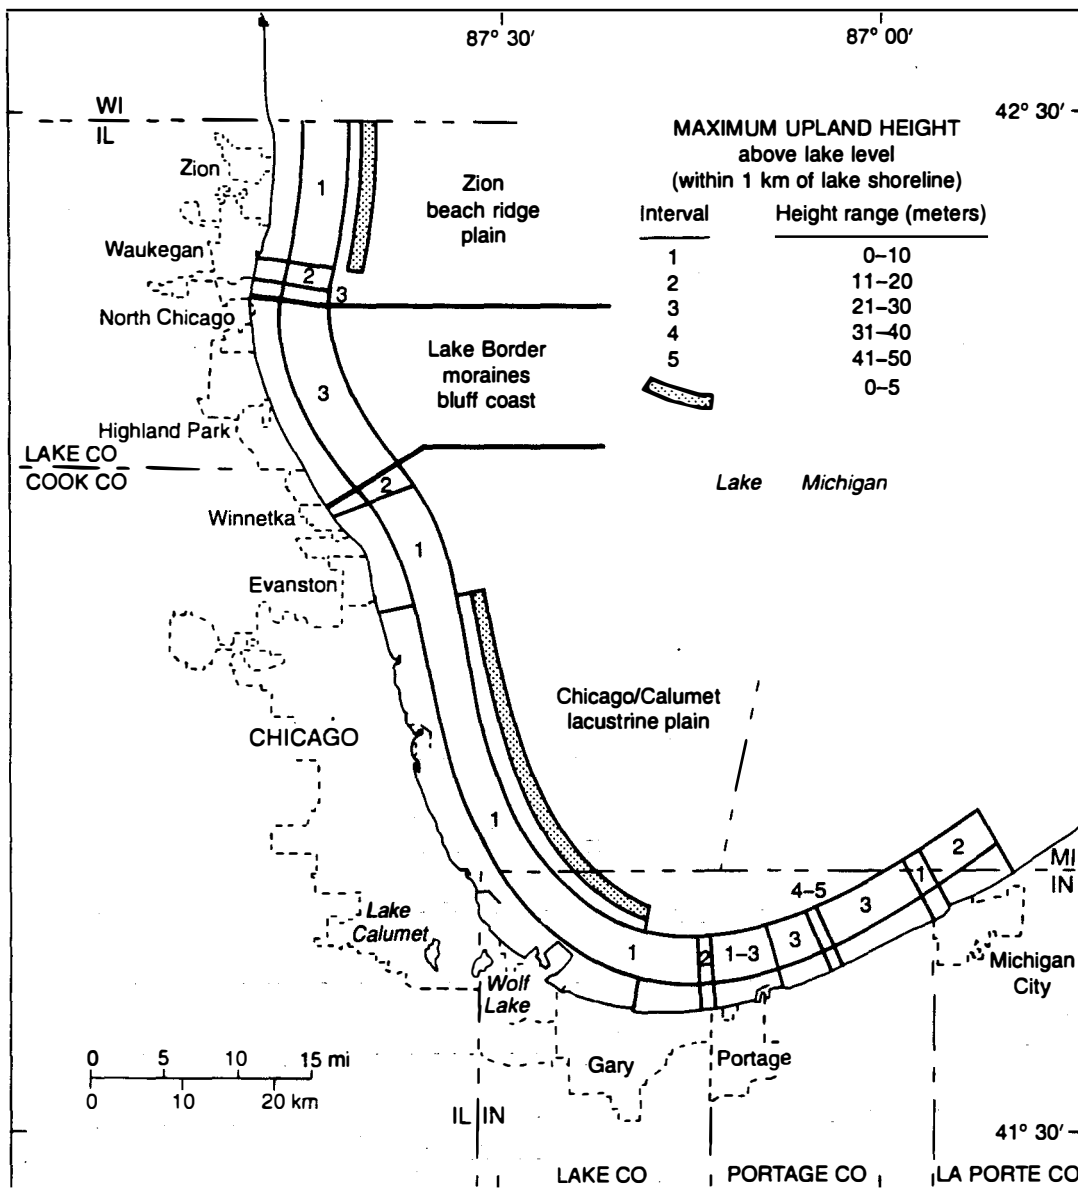 87° 30′
87° 00′
WI
IL
42° 30′
MAXIMUM UPLAND HEIGHT
above lake level
(within 1 km of lake shoreline)
Interval
Height range (meters)
1
0–10
2
11–20
3
21–30
4
31–40
5
41–50
0–5
Zion
1
Zion
beach ridge
plain
Waukegan
2
3
North Chicago
Lake Border
moraines
bluff coast
3
Highland Park
LAKE CO
COOK CO
2
Lake Michigan
Winnetka
1
Evanston
Chicago/Calumet
lacustrine plain
CHICAGO
1
2
MI
IN
1
4–5
3
Lake
Calumet
1
2
1–3
3
Michigan
City
Wolf
Lake
0 5 10 15 mi
0 10 20 km
Gary
Portage
IL IN
41° 30′
LAKE CO
PORTAGE CO
LA PORTE CO